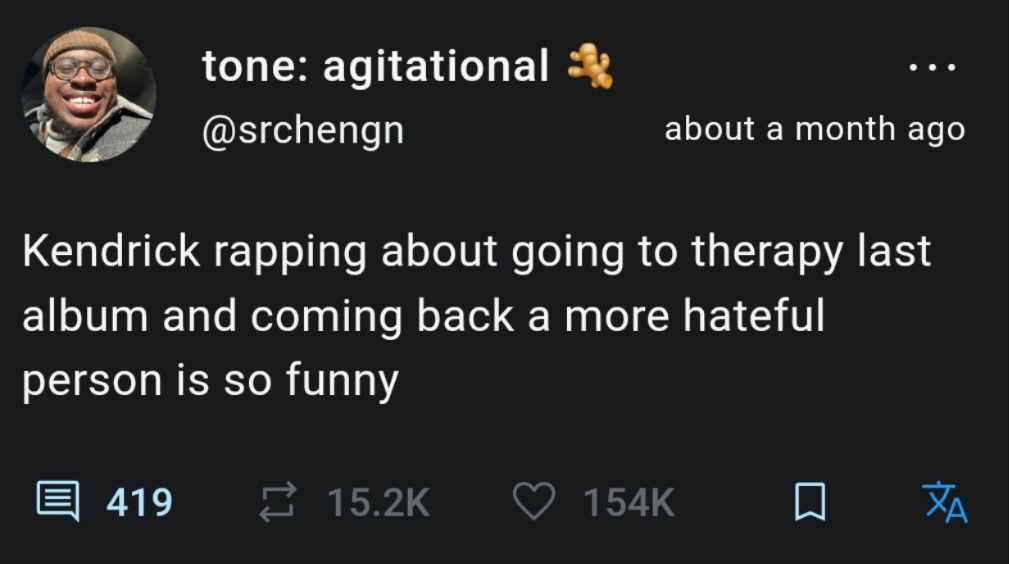 tone: agitational 🫚
@srchengn
about a month ago
Kendrick rapping about going to therapy last
album and coming back a more hateful
person is so funny
419 15.2K 154K